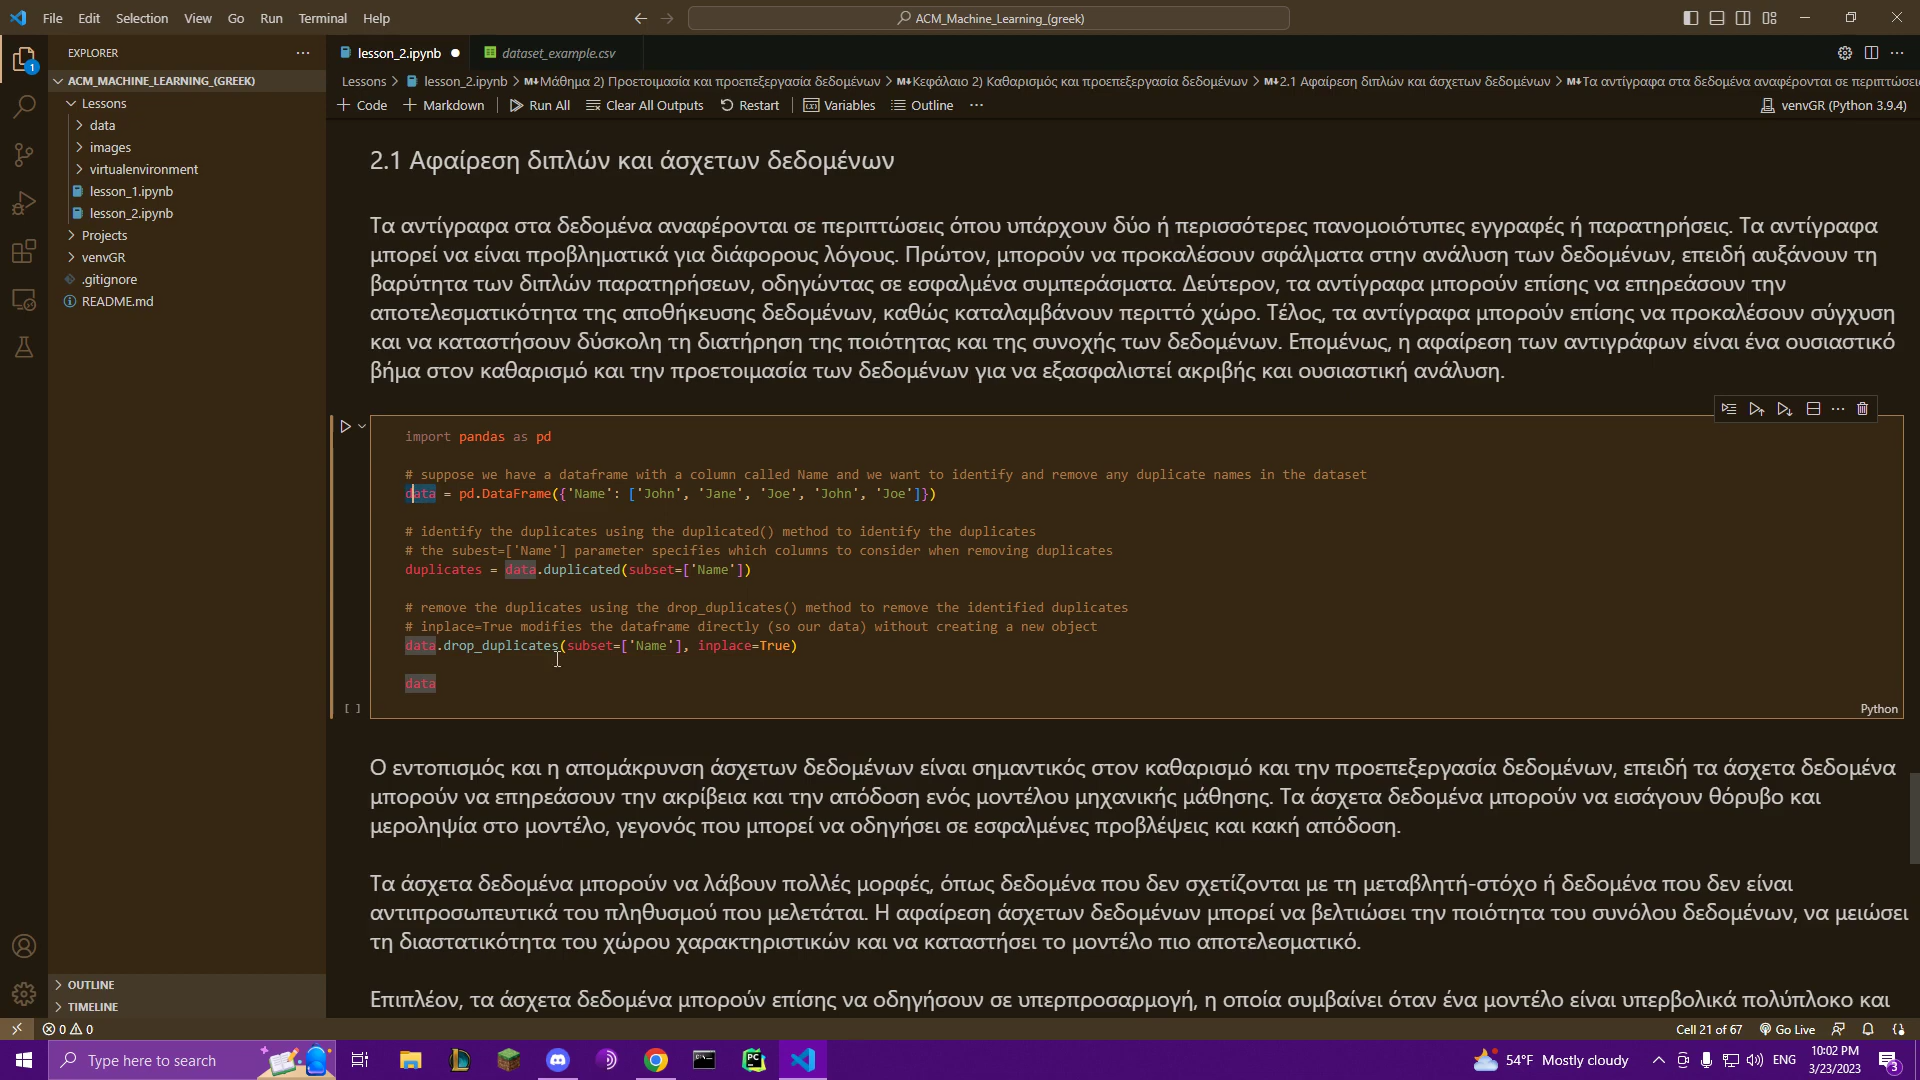 File Edit Selection View Go Run Terminal Help
ACM_Machine_Learning_(greek)
EXPLORER
ACM_MACHINE_LEARNING_(GREEK)
Lessons
data
images
virtualenvironment
lesson_1.ipynb
lesson_2.ipynb
Projects
venvGR
.gitignore
README.md
OUTLINE
TIMELINE
lesson_2.ipynb dataset_example.csv
Lessons > lesson_2.ipynb > Μάθημα 2) Προετοιμασία και προεπεξεργασία δεδομένων > Κεφάλαιο 2) Καθαρισμός και προεπεξεργασία δεδομένων > 2.1 Αφαίρεση διπλών και άσχετων δεδομένων > Τα αντίγραφα στα δεδομένα αναφέρονται σε περιπτώσεις
+ Code + Markdown Run All Clear All Outputs Restart Variables Outline ... venvGR (Python 3.9.4)
2.1 Αφαίρεση διπλών και άσχετων δεδομένων
Τα αντίγραφα στα δεδομένα αναφέρονται σε περιπτώσεις όπου υπάρχουν δύο ή περισσότερες πανομοιότυπες εγγραφές ή παρατηρήσεις. Τα αντίγραφα
μπορεί να είναι προβληματικά για διάφορους λόγους. Πρώτον, μπορούν να προκαλέσουν σφάλματα στην ανάλυση των δεδομένων, επειδή αυξάνουν τη
βαρύτητα των διπλών παρατηρήσεων, οδηγώντας σε εσφαλμένα συμπεράσματα. Δεύτερον, τα αντίγραφα μπορούν επίσης να επηρεάσουν την
αποτελεσματικότητα της αποθήκευσης δεδομένων, καθώς καταλαμβάνουν περιττό χώρο. Τέλος, τα αντίγραφα μπορούν επίσης να προκαλέσουν σύγχυση
και να καταστήσουν δύσκολη τη διατήρηση της ποιότητας και της συνοχής των δεδομένων. Επομένως, η αφαίρεση των αντιγράφων είναι ένα ουσιαστικό
βήμα στον καθαρισμό και την προετοιμασία των δεδομένων για να εξασφαλιστεί ακριβής και ουσιαστική ανάλυση.
import pandas as pd
# suppose we have a dataframe with a column called Name and we want to identify and remove any duplicate names in the dataset
data = pd.DataFrame({'Name': ['John', 'Jane', 'Joe', 'John', 'Joe']})
# identify the duplicates using the duplicated() method to identify the duplicates
# the subest=['Name'] parameter specifies which columns to consider when removing duplicates
duplicates = data.duplicated(subset=['Name'])
# remove the duplicates using the drop_duplicates() method to remove the identified duplicates
# inplace=True modifies the dataframe directly (so our data) without creating a new object
data.drop_duplicates(subset=['Name'], inplace=True)
data
[ ] Python
Ο εντοπισμός και η απομάκρυνση άσχετων δεδομένων είναι σημαντικός στον καθαρισμό και την προεπεξεργασία δεδομένων, επειδή τα άσχετα δεδομένα
μπορούν να επηρεάσουν την ακρίβεια και την απόδοση ενός μοντέλου μηχανικής μάθησης. Τα άσχετα δεδομένα μπορούν να εισάγουν θόρυβο και
μεροληψία στο μοντέλο, γεγονός που μπορεί να οδηγήσει σε εσφαλμένες προβλέψεις και κακή απόδοση.
Τα άσχετα δεδομένα μπορούν να λάβουν πολλές μορφές, όπως δεδομένα που δεν σχετίζονται με τη μεταβλητή-στόχο ή δεδομένα που δεν είναι
αντιπροσωπευτικά του πληθυσμού που μελετάται. Η αφαίρεση άσχετων δεδομένων μπορεί να βελτιώσει την ποιότητα του συνόλου δεδομένων, να μειώσει
τη διαστατικότητα του χώρου χαρακτηριστικών και να καταστήσει το μοντέλο πιο αποτελεσματικό.
Επιπλέον, τα άσχετα δεδομένα μπορούν επίσης να οδηγήσουν σε υπερπροσαρμογή, η οποία συμβαίνει όταν ένα μοντέλο είναι υπερβολικά πολύπλοκο και
0 0 Cell 21 of 67 Go Live
Type here to search 54°F Mostly cloudy ENG 10:02 PM
3/23/2023